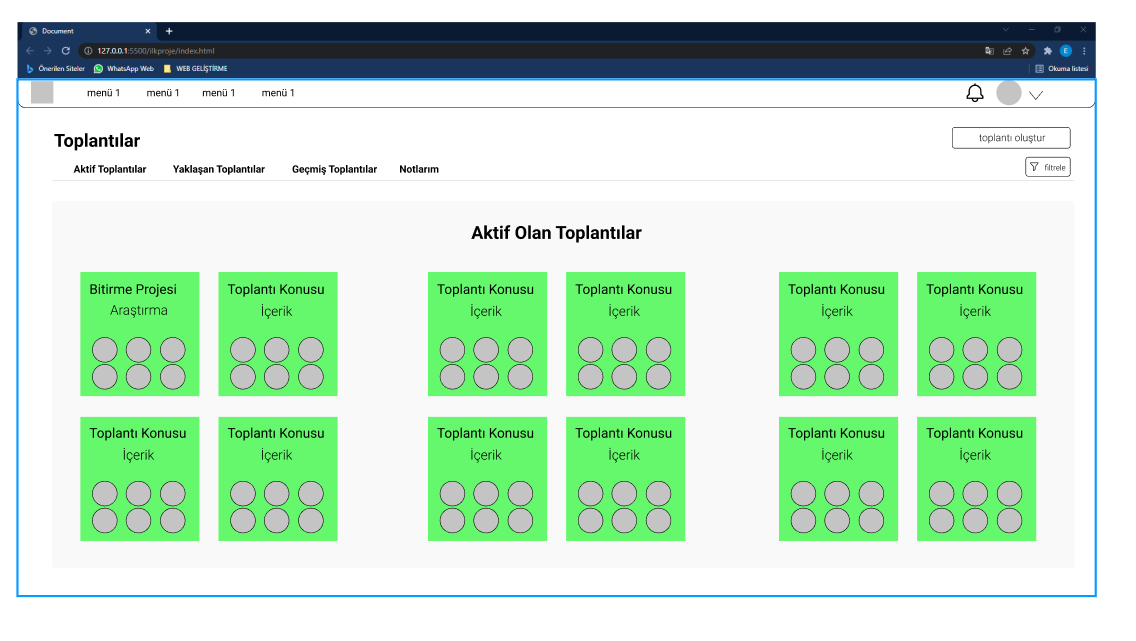 Document
127.0.0.1:5500/ilkproje/index.html
Önerilen Siteler WhatsApp Web WEB GELİŞTİRME Okuma listesi
E
menü 1 menü 1 menü 1 menü 1
Toplantılar
toplantı oluştur
Aktif Toplantılar Yaklaşan Toplantılar Geçmiş Toplantılar Notlarım
filtrele
Aktif Olan Toplantılar
Bitirme Projesi Toplantı Konusu Toplantı Konusu Toplantı Konusu Toplantı Konusu Toplantı Konusu
Araştırma İçerik İçerik İçerik İçerik İçerik
Toplantı Konusu Toplantı Konusu Toplantı Konusu Toplantı Konusu Toplantı Konusu Toplantı Konusu
İçerik İçerik İçerik İçerik İçerik İçerik